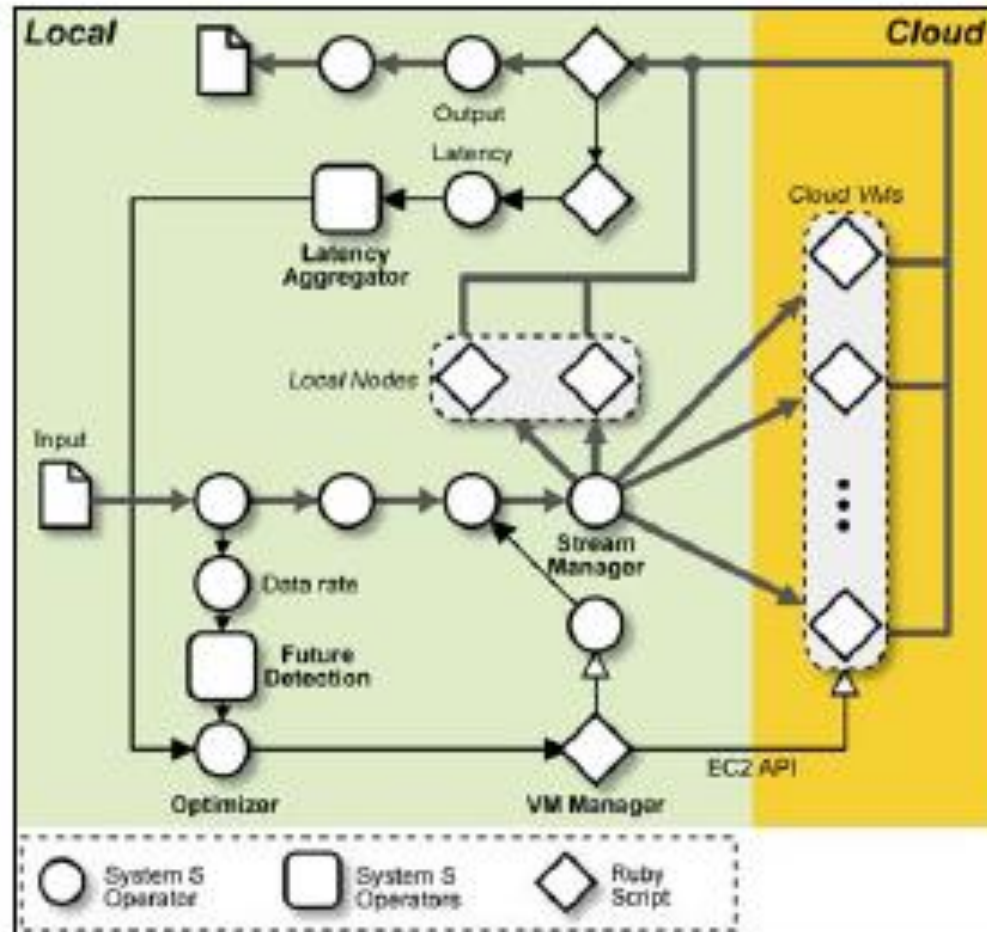 Local
Cloud
Output
Latency
Cloud VMs
Latency
Aggregator
Local Nodes
Input
Stream
Manager
Data rate
Future
Detection
EC2 API
Optimizer
VM Manager
System S
Operator
System S
Operators
Ruby
Script